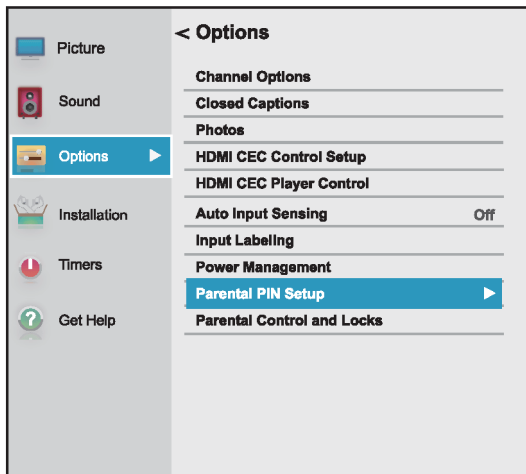 Picture
Sound
Options
Installation
Timers
Get Help
< Options
Channel Options
Closed Captions
Photos
HDMI CEC Control Setup
HDMI CEC Player Control
Auto Input Sensing Off
Input Labeling
Power Management
Parental PIN Setup
Parental Control and Locks